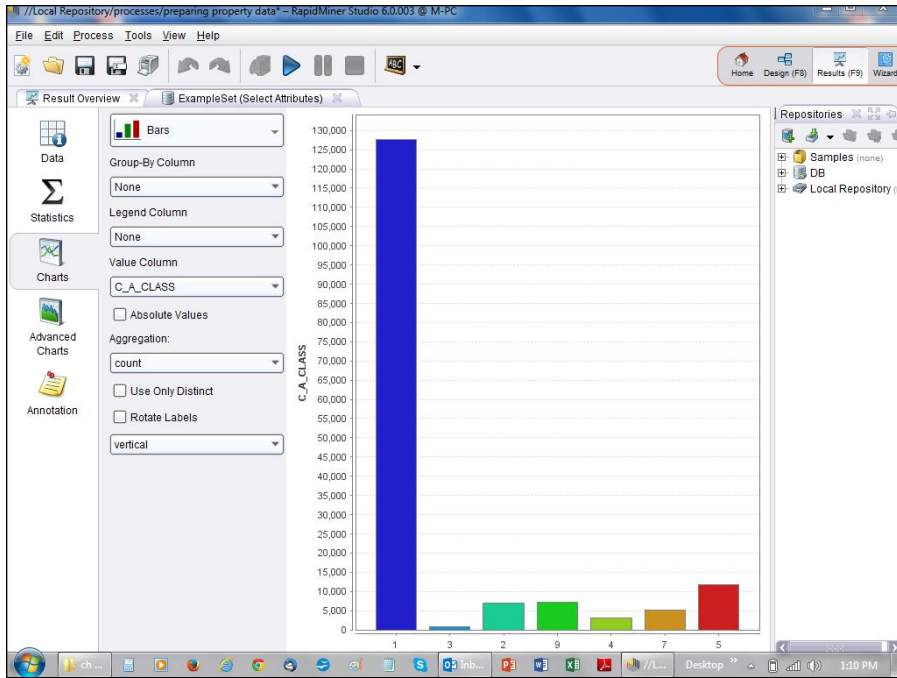 //Local Repository/processes/preparing property data* – RapidMiner Studio 6.0.003 @ M-PC
File Edit Process Tools View Help
ABC
Home Design (F8) Results (F9) Wizard
Result Overview ExampleSet (Select Attributes)
Repositories
Samples (none)
DB
Local Repository
Data
Statistics
Charts
Advanced
Charts
Annotation
Bars
Group-By Column
None
Legend Column
None
Value Column
C_A_CLASS
Absolute Values
Aggregation:
count
Use Only Distinct
Rotate Labels
vertical
C_A_CLASS
130,000
125,000
120,000
115,000
110,000
105,000
100,000
95,000
90,000
85,000
80,000
75,000
70,000
65,000
60,000
55,000
50,000
45,000
40,000
35,000
30,000
25,000
20,000
15,000
10,000
5,000
0
1 3 2 9 4 7 5
ch... Inb... //L... Desktop » 1:10 PM